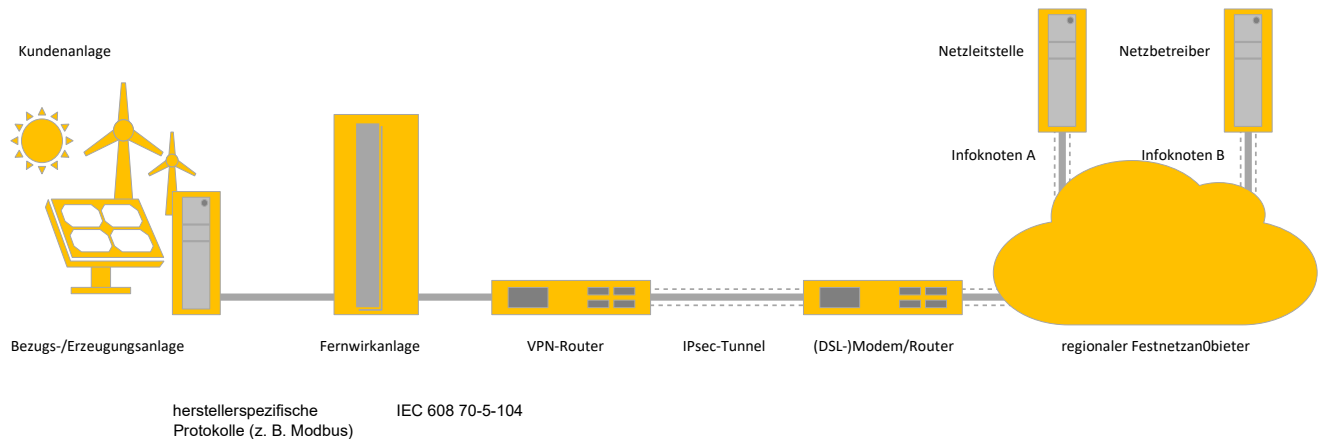 Kundenanlage
Netzleitstelle
Netzbetreiber
Infoknoten A
Infoknoten B
Bezugs-/Erzeugungsanlage
Fernwirkanlage
VPN-Router
IPsec-Tunnel
(DSL-)Modem/Router
regionaler Festnetzan0bieter
herstellerspezifische
Protokolle (z. B. Modbus)
IEC 608 70-5-104